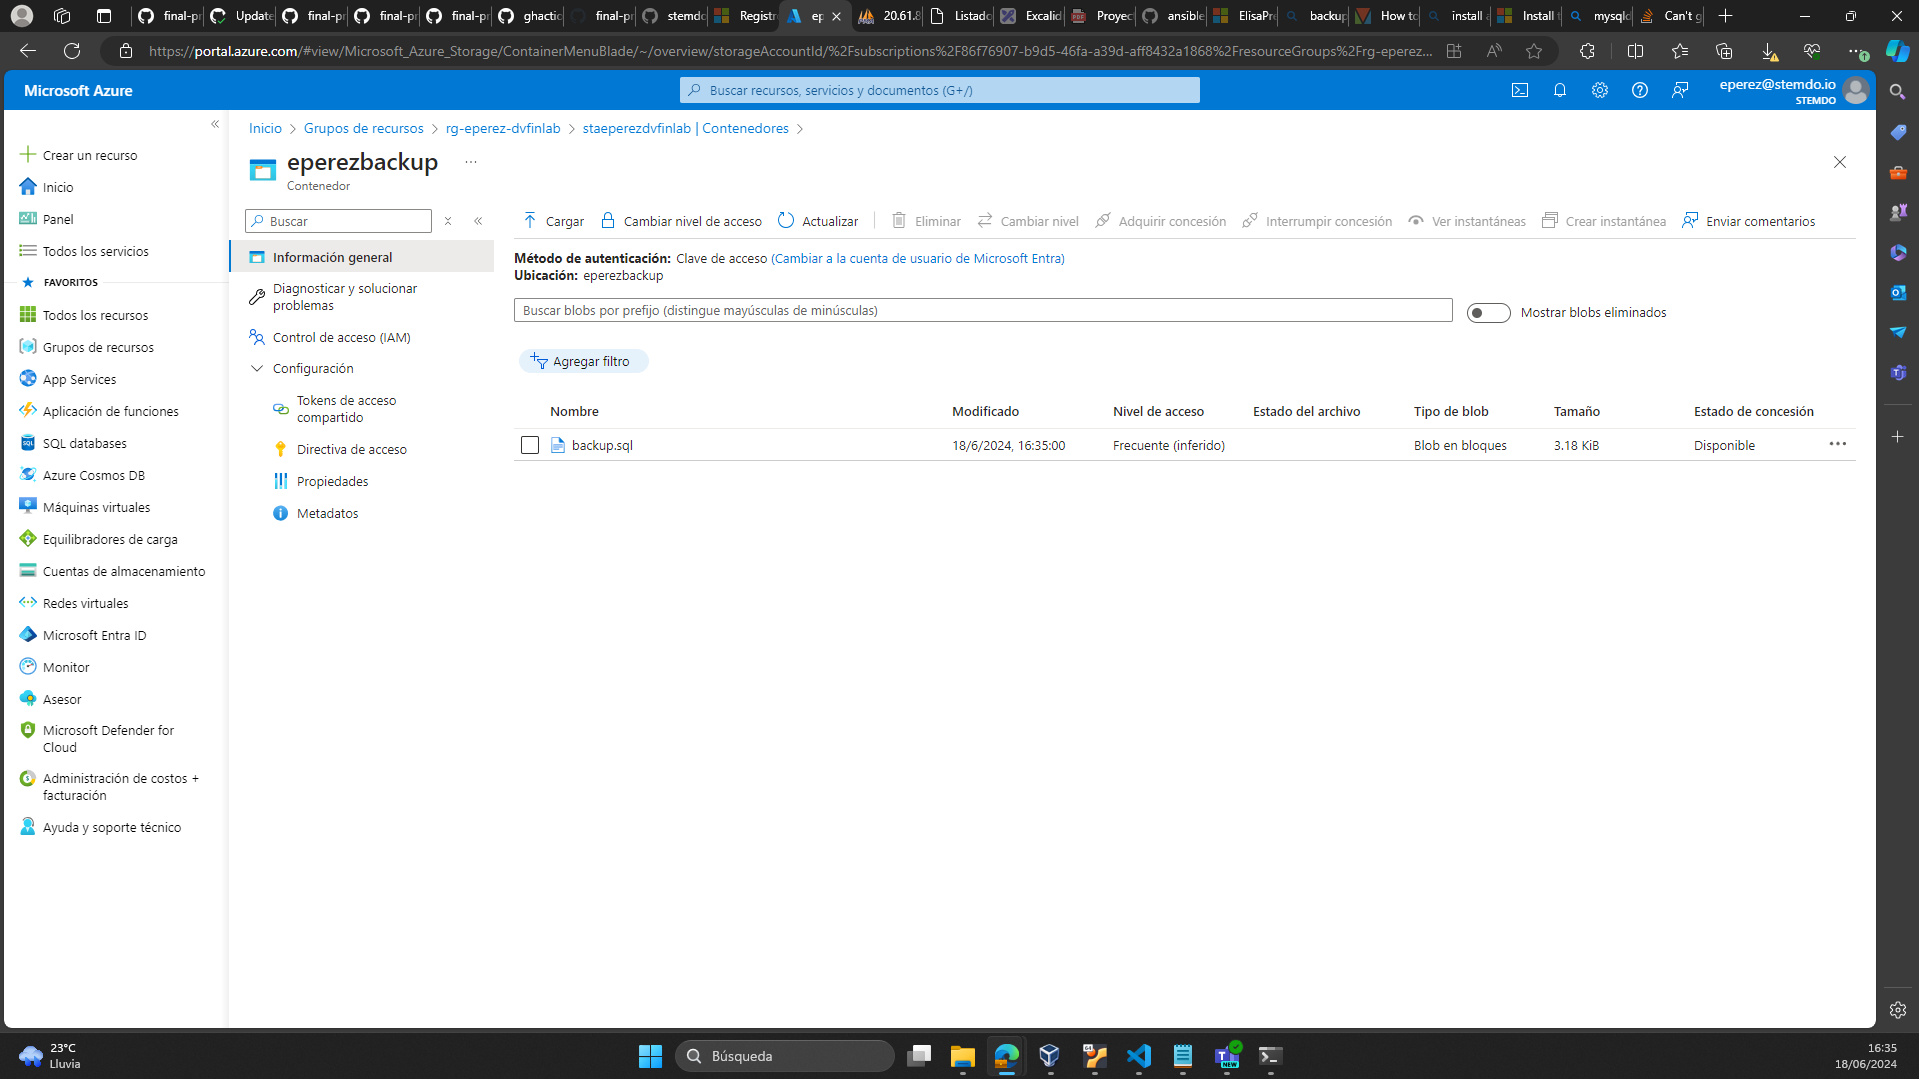 final-pr
Update
final-pr
final-pr
final-pr
ghactic
final-pr
stemdo
Registr
ep
20.61.8
Listado
Excalid
Proyec
ansible
ElisaPre
backup
How to
install a
Install t
mysqld
Can't g
https://portal.azure.com/#view/Microsoft_Azure_Storage/ContainerMenuBlade/~/overview/storageAccountId/%2Fsubscriptions%2F86f76907-b9d5-46fa-a39d-aff8432a1868%2FresourceGroups%2Frg-eperez...
Microsoft Azure
Buscar recursos, servicios y documentos (G+/)
eperez@stemdo.io
STEMDO
Crear un recurso
Inicio
Panel
Todos los servicios
FAVORITOS
Todos los recursos
Grupos de recursos
App Services
Aplicación de funciones
SQL databases
Azure Cosmos DB
Máquinas virtuales
Equilibradores de carga
Cuentas de almacenamiento
Redes virtuales
Microsoft Entra ID
Monitor
Asesor
Microsoft Defender for
Cloud
Administración de costos +
facturación
Ayuda y soporte técnico
Inicio > Grupos de recursos > rg-eperez-dvfinlab > staeperezdvfinlab | Contenedores >
eperezbackup ...
Contenedor
Buscar
Información general
Diagnosticar y solucionar
problemas
Control de acceso (IAM)
Configuración
Tokens de acceso
compartido
Directiva de acceso
Propiedades
Metadatos
Cargar Cambiar nivel de acceso Actualizar Eliminar Cambiar nivel Adquirir concesión Interrumpir concesión Ver instantáneas Crear instantánea Enviar comentarios
Método de autenticación: Clave de acceso (Cambiar a la cuenta de usuario de Microsoft Entra)
Ubicación: eperezbackup
Buscar blobs por prefijo (distingue mayúsculas de minúsculas)
Mostrar blobs eliminados
Agregar filtro
Nombre Modificado Nivel de acceso Estado del archivo Tipo de blob Tamaño Estado de concesión
backup.sql 18/6/2024, 16:35:00 Frecuente (inferido) Blob en bloques 3.18 KiB Disponible
23°C
Lluvia
Búsqueda
16:35
18/06/2024